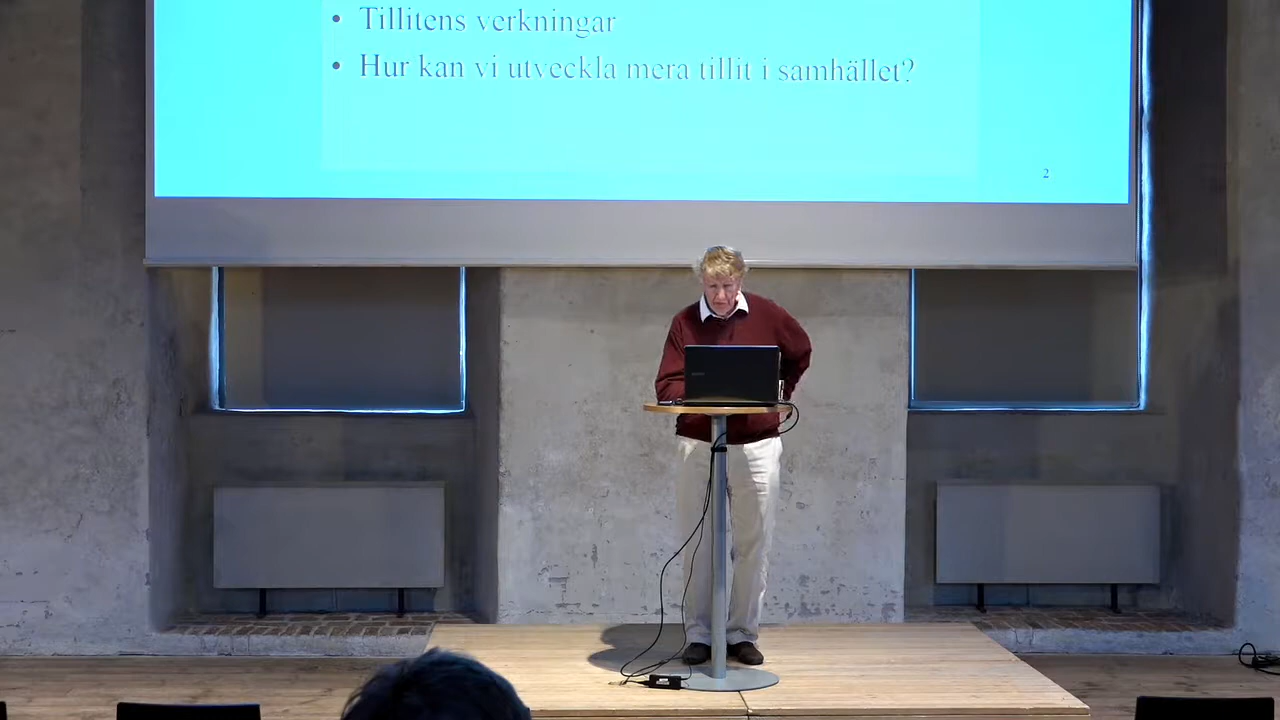 • Tillitens verkningar
• Hur kan vi utveckla mera tillit i samhället?
2